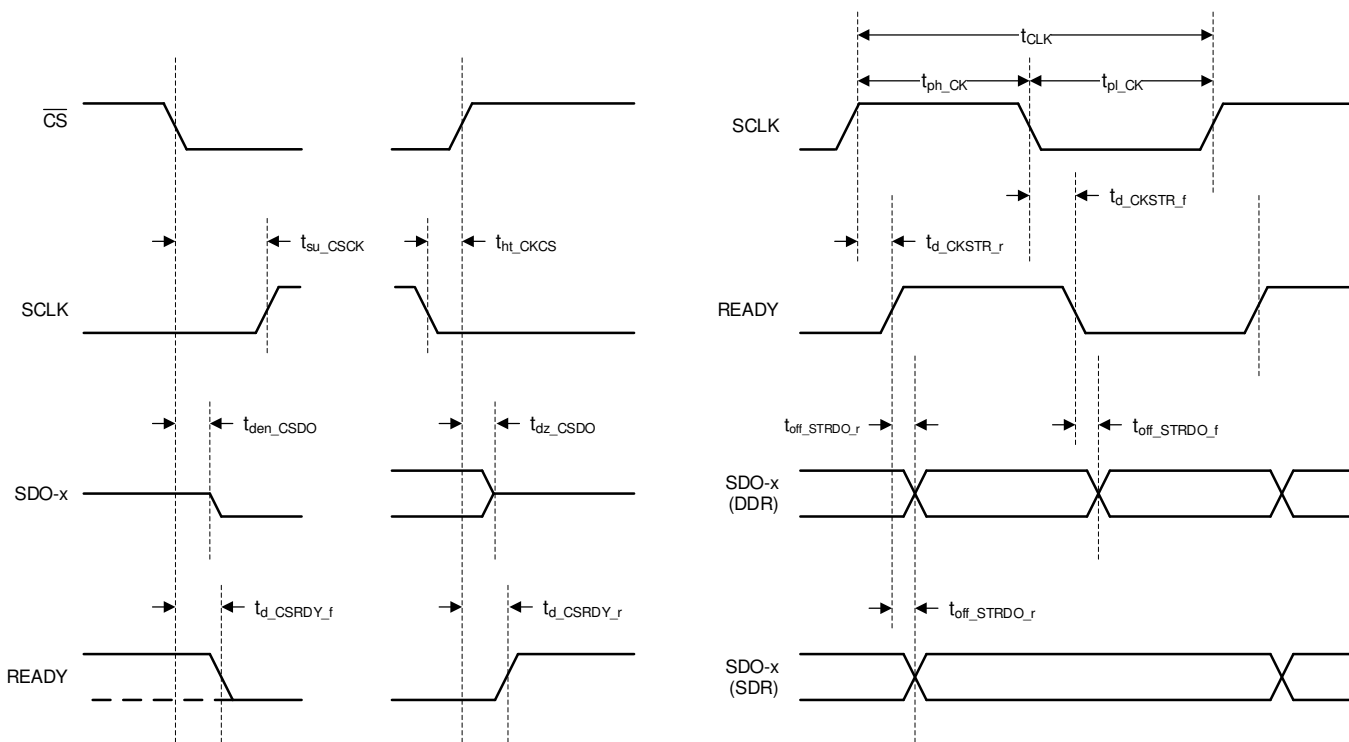 CS
t_su_CSCK
t_ht_CKCS
SCLK
t_den_CSDO
t_dz_CSDO
SDO-x
t_d_CSRDY_f
t_d_CSRDY_r
READY
t_CLK
t_ph_CK
t_pl_CK
SCLK
t_d_CKSTR_f
t_d_CKSTR_r
READY
t_off_STRDO_r
t_off_STRDO_f
SDO-x
(DDR)
t_off_STRDO_r
SDO-x
(SDR)